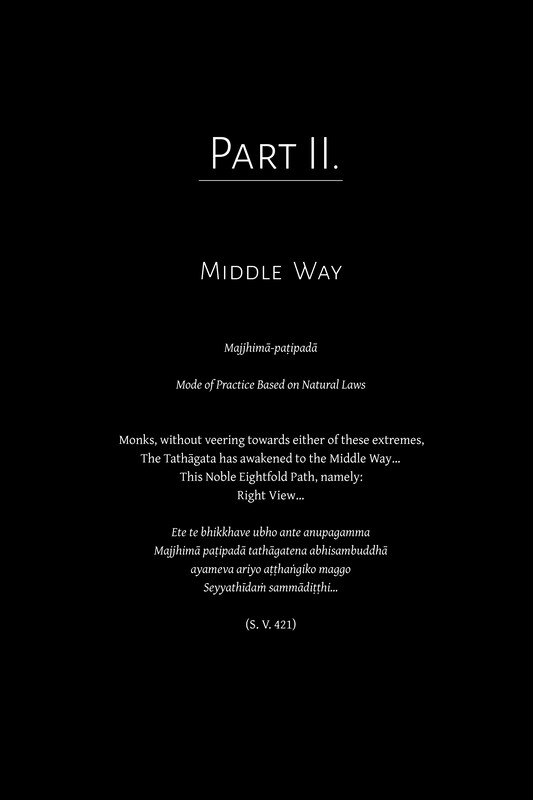 Part II.
Middle Way
Majjhimā-paṭipadā
Mode of Practice Based on Natural Laws
Monks, without veering towards either of these extremes,
The Tathāgata has awakened to the Middle Way...
This Noble Eightfold Path, namely:
Right View...
Ete te bhikkhave ubho ante anupagamma
Majjhimā paṭipadā tathāgatena abhisambuddhā
ayameva ariyo aṭṭhaṅgiko maggo
Seyyathīdaṁ sammādiṭṭhi...
(S. V. 421)